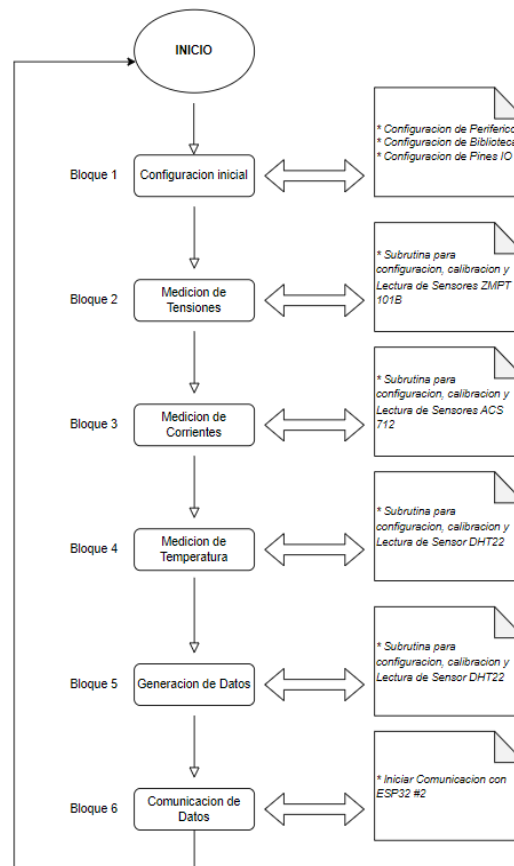 INICIO
* Configuracion de Periferico
* Configuracion de Biblioteca
* Configuracion de Pines IO
Bloque 1
Configuracion inicial
* Subrutina para
configuracion, calibracion y
Lectura de Sensores ZMPT
101B
Bloque 2
Medicion de
Tensiones
* Subrutina para
configuracion, calibracion y
Lectura de Sensores ACS
712
Bloque 3
Medicion de
Corrientes
* Subrutina para
configuracion, calibracion y
Lectura de Sensor DHT22
Bloque 4
Medicion de
Temperatura
* Subrutina para
configuracion, calibracion y
Lectura de Sensor DHT22
Bloque 5
Generacion de Datos
* Iniciar Comunicacion con
ESP32 #2
Bloque 6
Comunicacion de
Datos